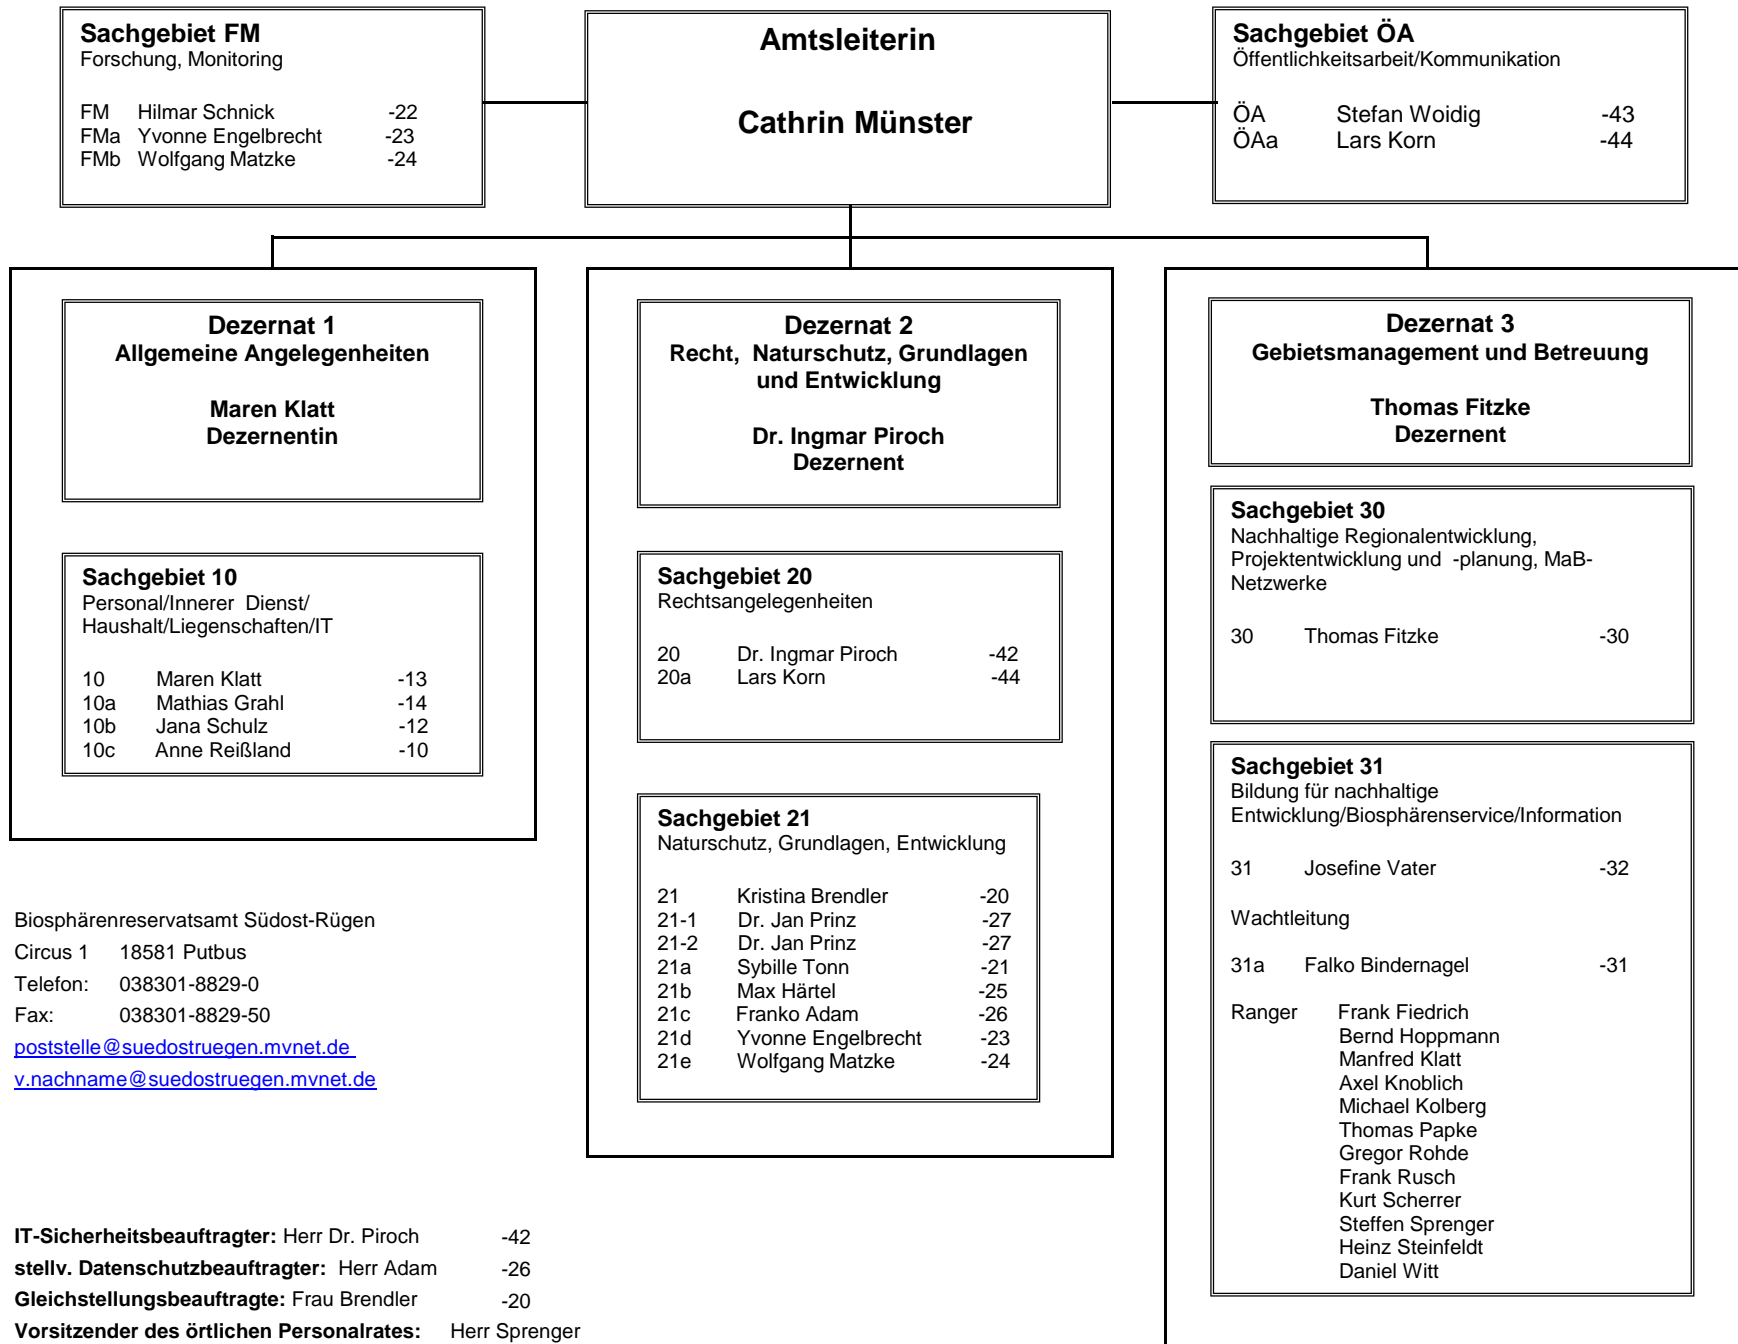 Sachgebiet FM
Forschung, Monitoring
FM Hilmar Schnick -22
FMa Yvonne Engelbrecht -23
FMb Wolfgang Matzke -24
Amtsleiterin
Cathrin Münster
Sachgebiet ÖA
Öffentlichkeitsarbeit/Kommunikation
ÖA Stefan Woidig -43
ÖAa Lars Korn -44
Dezernat 1
Allgemeine Angelegenheiten
Maren Klatt
Dezernentin
Sachgebiet 10
Personal/Innerer Dienst/
Haushalt/Liegenschaften/IT
10 Maren Klatt -13
10a Mathias Grahl -14
10b Jana Schulz -12
10c Anne Reißland -10
Dezernat 2
Recht, Naturschutz, Grundlagen
und Entwicklung
Dr. Ingmar Piroch
Dezernent
Sachgebiet 20
Rechtsangelegenheiten
20 Dr. Ingmar Piroch -42
20a Lars Korn -44
Sachgebiet 21
Naturschutz, Grundlagen, Entwicklung
21 Kristina Brendler -20
21-1 Dr. Jan Prinz -27
21-2 Dr. Jan Prinz -27
21a Sybille Tonn -21
21b Max Härtel -25
21c Franko Adam -26
21d Yvonne Engelbrecht -23
21e Wolfgang Matzke -24
Dezernat 3
Gebietsmanagement und Betreuung
Thomas Fitzke
Dezernent
Sachgebiet 30
Nachhaltige Regionalentwicklung,
Projektentwicklung und -planung, MaB-
Netzwerke
30 Thomas Fitzke -30
Sachgebiet 31
Bildung für nachhaltige
Entwicklung/Biosphärenservice/Information
31 Josefine Vater -32
Wachtleitung
31a Falko Bindernagel -31
Ranger Frank Fiedrich
Bernd Hoppmann
Manfred Klatt
Axel Knoblich
Michael Kolberg
Thomas Papke
Gregor Rohde
Frank Rusch
Kurt Scherrer
Steffen Sprenger
Heinz Steinfeldt
Daniel Witt
Biosphärenreservatsamt Südost-Rügen
Circus 1 18581 Putbus
Telefon: 038301-8829-0
Fax: 038301-8829-50
poststelle@suedostruegen.mvnet.de
v.nachname@suedostruegen.mvnet.de
IT-Sicherheitsbeauftragter: Herr Dr. Piroch -42
stellv. Datenschutzbeauftragter: Herr Adam -26
Gleichstellungsbeauftragte: Frau Brendler -20
Vorsitzender des örtlichen Personalrates: Herr Sprenger